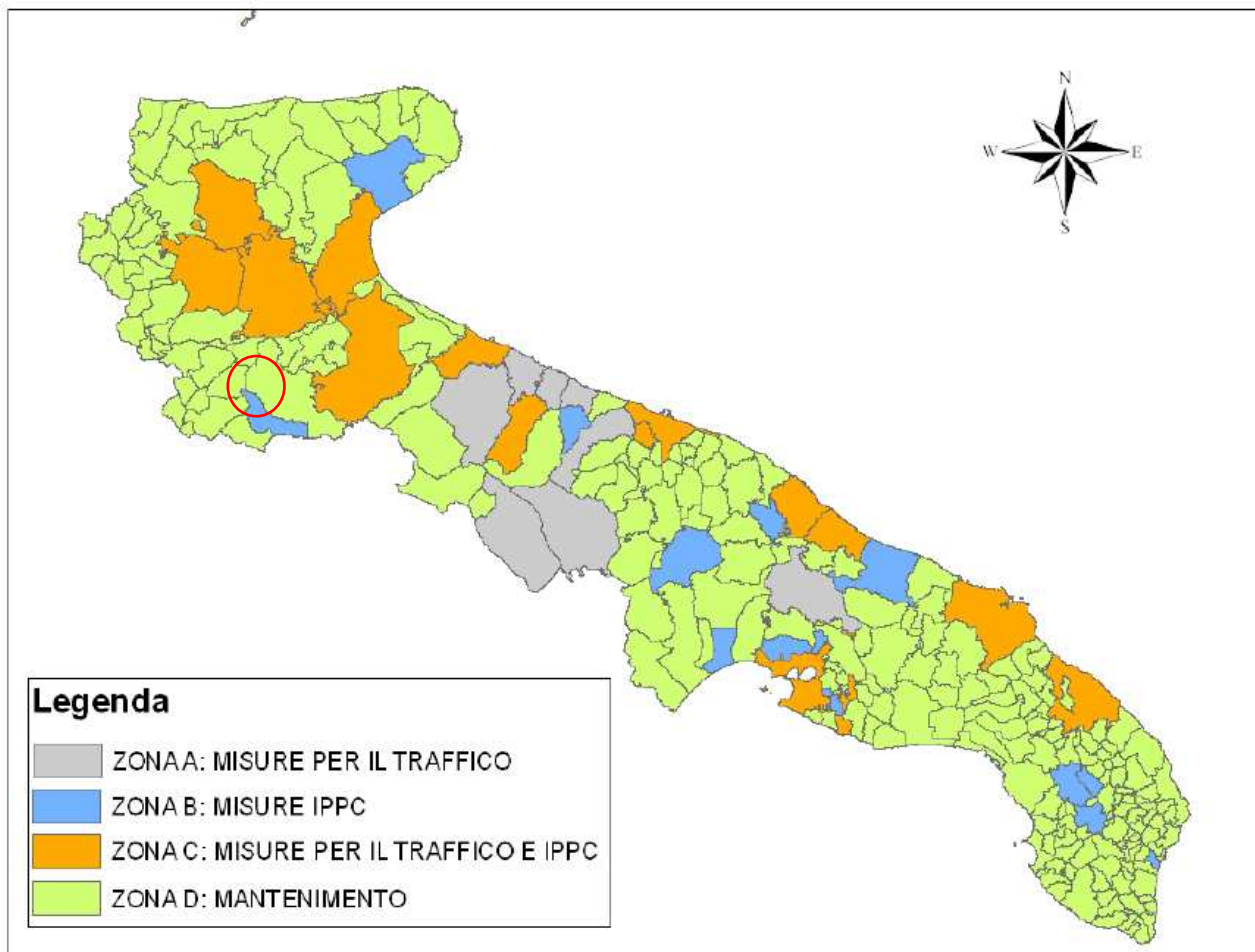 N
W E
S
Legenda
ZONA A: MISURE PER IL TRAFFICO
ZONA B: MISURE IPPC
ZONA C: MISURE PER IL TRAFFICO E IPPC
ZONA D: MANTENIMENTO